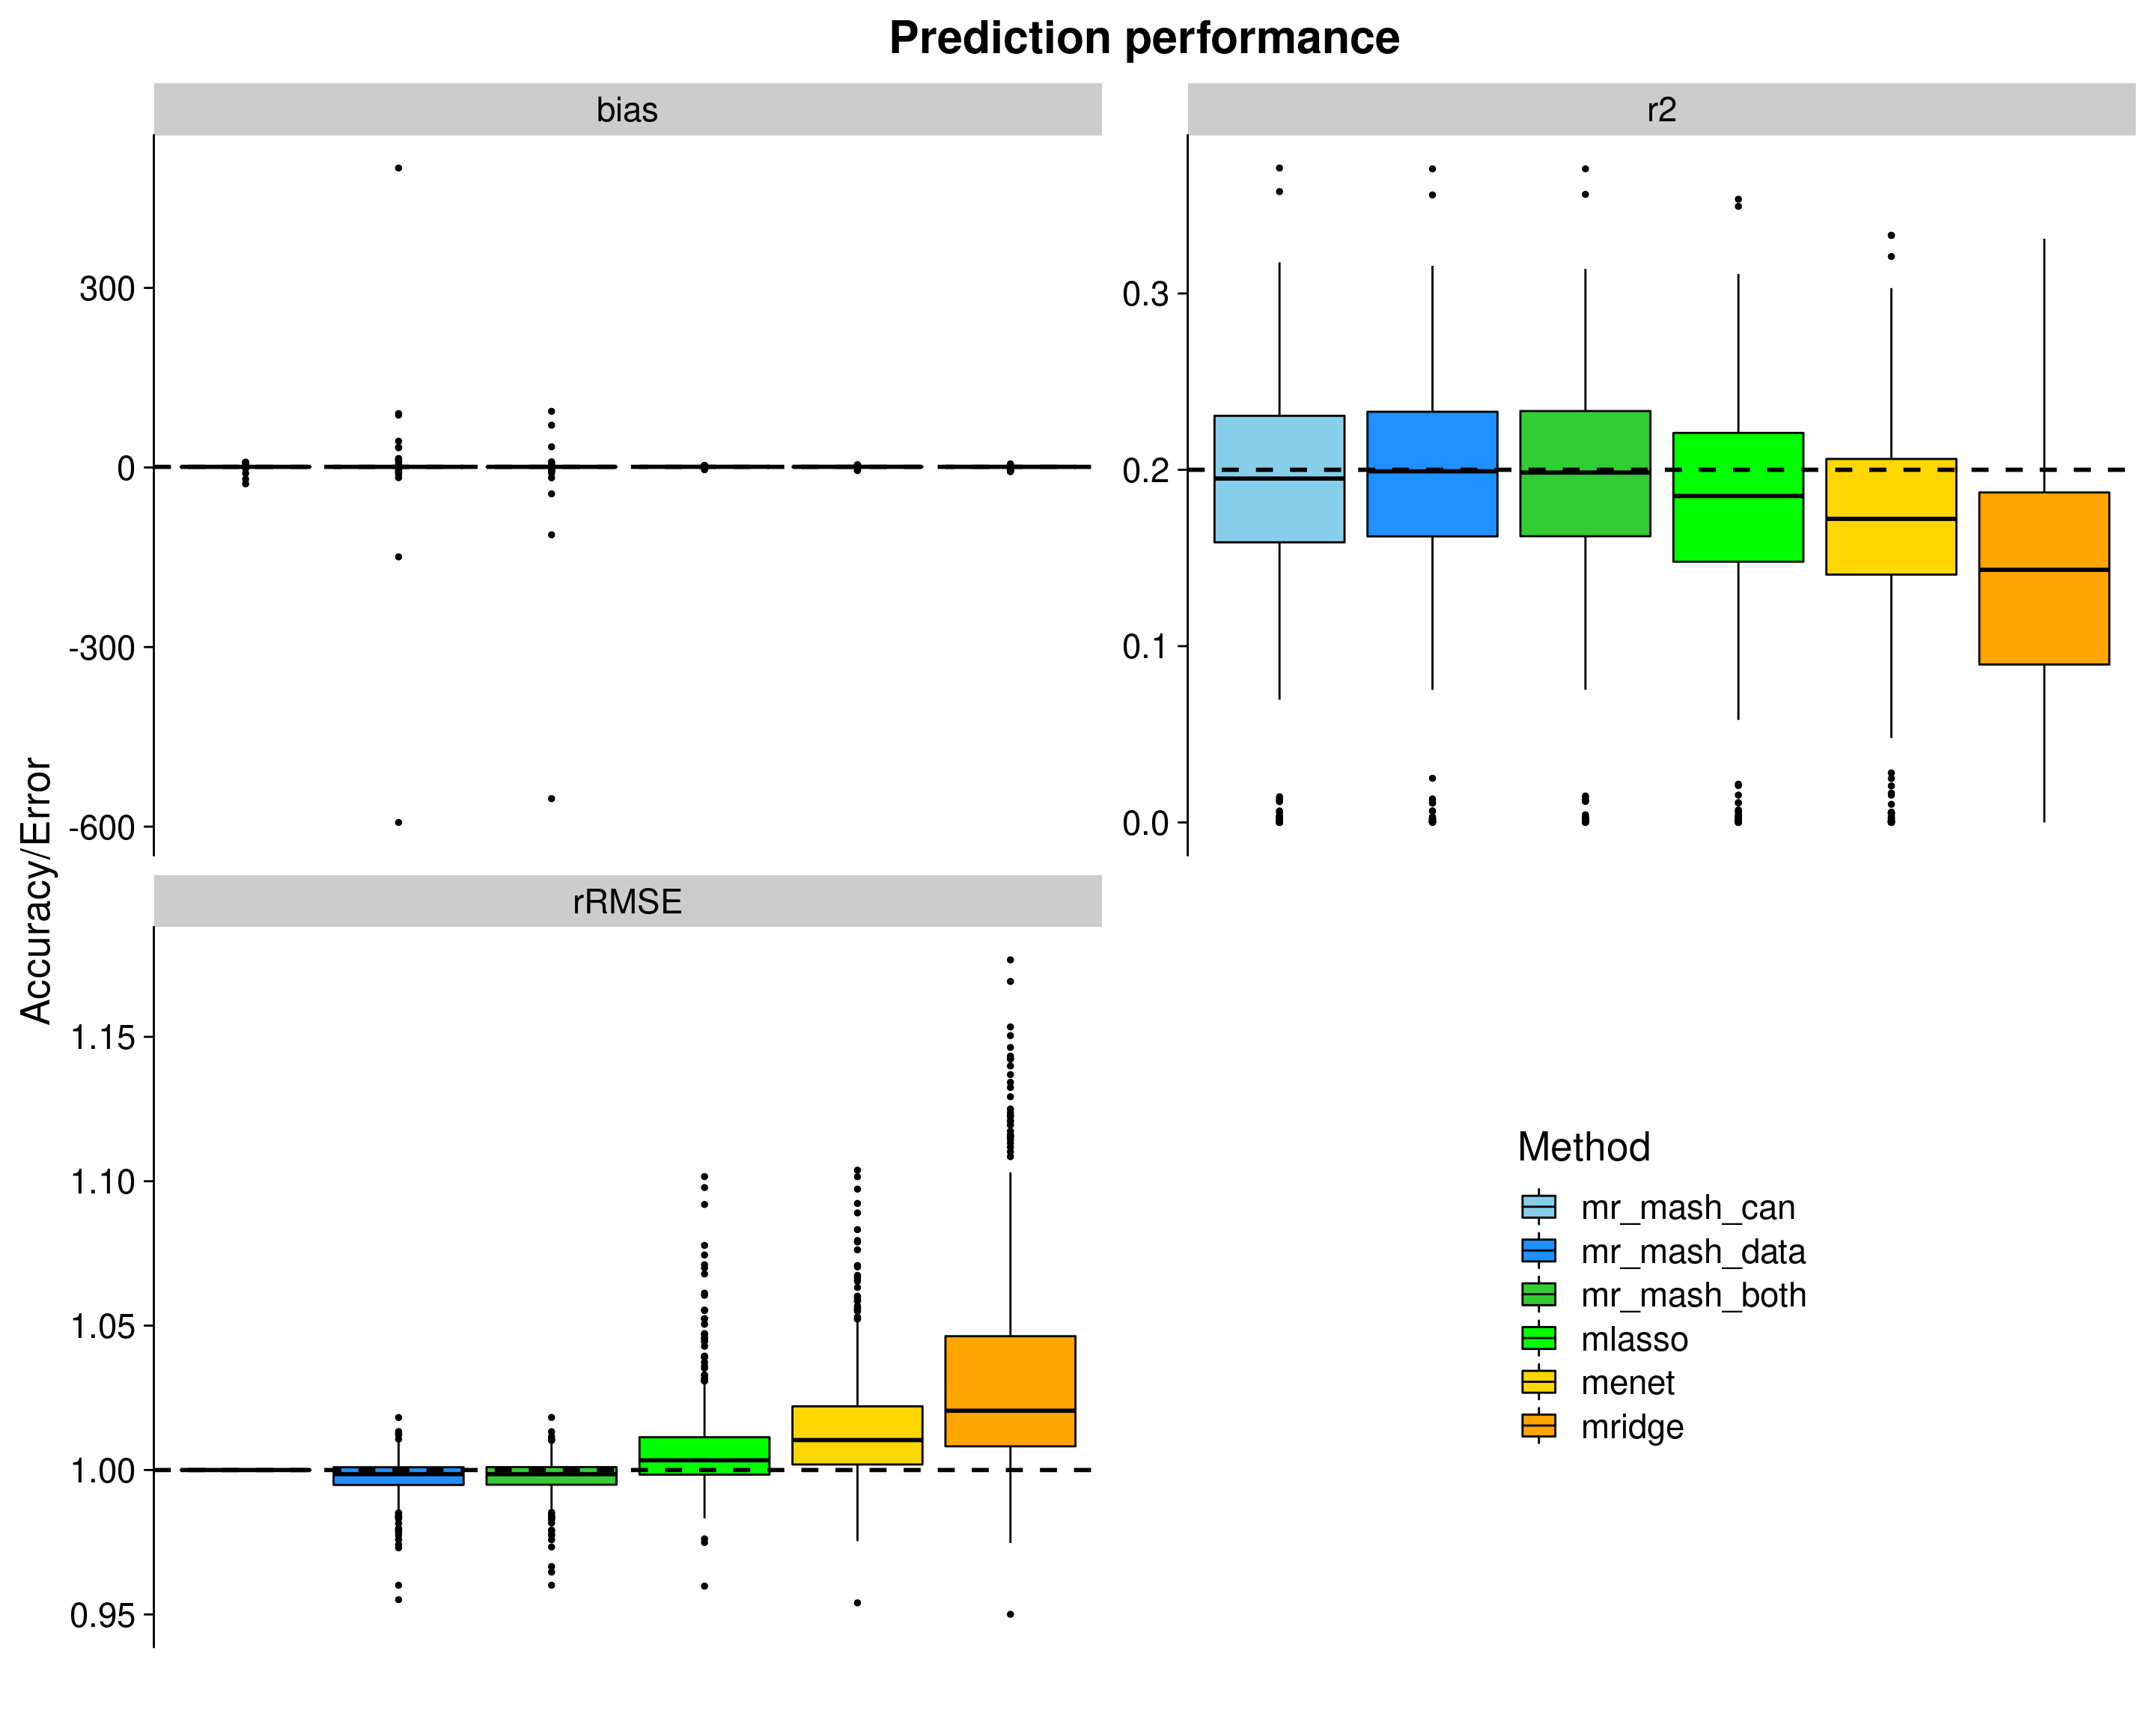 Prediction performance
bias
r2
300
0
-300
-600
0.3
0.2
0.1
0.0
Accuracy/Error
rRMSE
1.15
1.10
1.05
1.00
0.95
Method
mr_mash_can
mr_mash_data
mr_mash_both
mlasso
menet
mridge